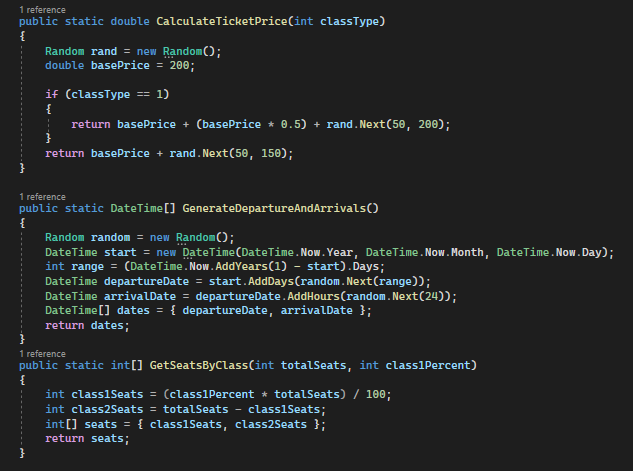 1 reference
public static double CalculateTicketPrice(int classType)
{
Random rand = new Random();
double basePrice = 200;
if (classType == 1)
{
return basePrice + (basePrice * 0.5) + rand.Next(50, 200);
}
return basePrice + rand.Next(50, 150);
}
1 reference
public static DateTime[] GenerateDepartureAndArrivals()
{
Random random = new Random();
DateTime start = new DateTime(DateTime.Now.Year, DateTime.Now.Month, DateTime.Now.Day);
int range = (DateTime.Now.AddYears(1) - start).Days;
DateTime departureDate = start.AddDays(random.Next(range));
DateTime arrivalDate = departureDate.AddHours(random.Next(24));
DateTime[] dates = { departureDate, arrivalDate };
return dates;
}
1 reference
public static int[] GetSeatsByClass(int totalSeats, int class1Percent)
{
int class1Seats = (class1Percent * totalSeats) / 100;
int class2Seats = totalSeats - class1Seats;
int[] seats = { class1Seats, class2Seats };
return seats;
}